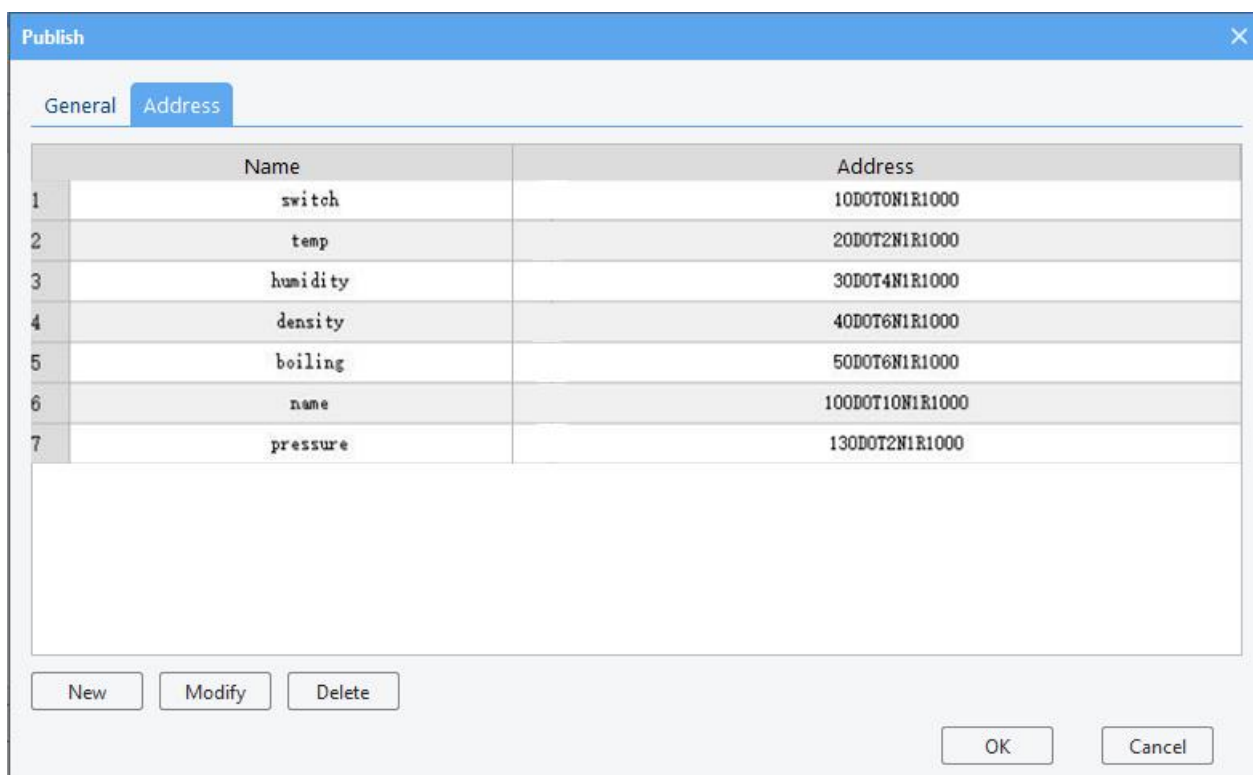 Publish
General Address
Name Address
1 switch 10D0T0N1R1000
2 temp 20D0T2N1R1000
3 humidity 30D0T4N1R1000
4 density 40D0T6N1R1000
5 boiling 50D0T6N1R1000
6 name 100D0T10N1R1000
7 pressure 130D0T2N1R1000
New Modify Delete
OK Cancel